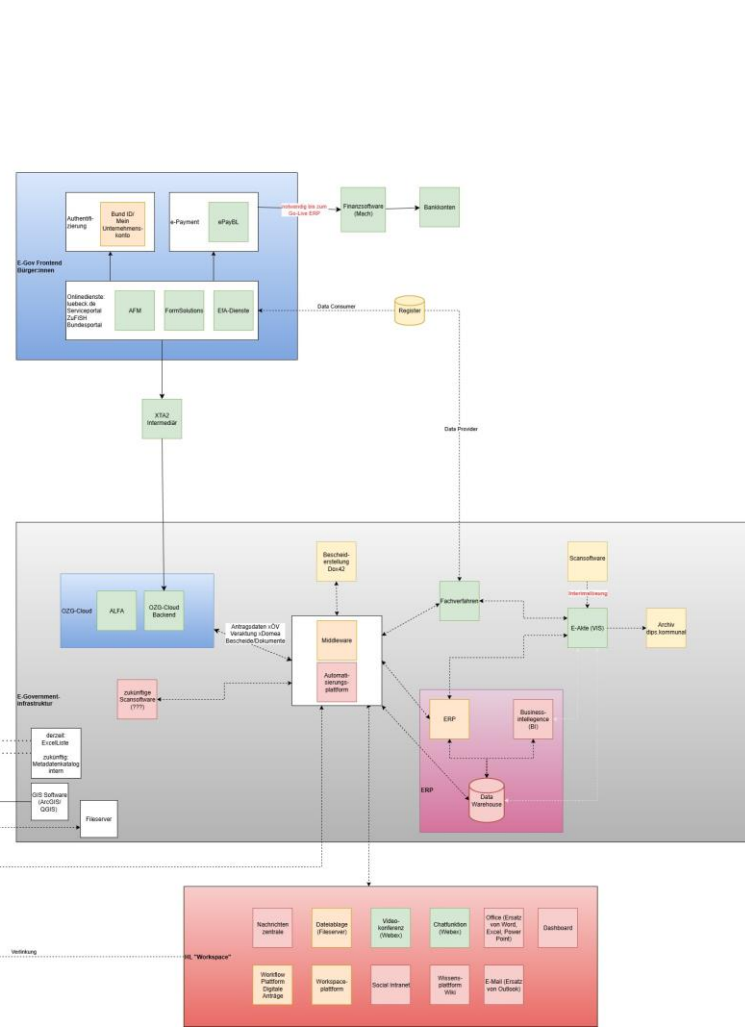 Authentifi-
zierung
Bund ID/
Mein
Unternehmens-
konto
e-Payment
ePayBL
notwendig bis zum
Go-Live ERP
Finanzsoftware
(Mach)
Bankkonten
E-Gov Frontend
Bürger:innen
Onlinedienste:
luebeck.de
Serviceportal
ZuFiSH
Bundesportal
AFM
FormSolutions
EfA-Dienste
Data Consumer
Register
XTA2
Intermediär
Data Provider
Bescheid-
erstellung
Dox42
Scansoftware
Interimslösung
OZG-Cloud
ALFA
OZG-Cloud
Backend
Antragsdaten xÖV
Veraktung xDomea
Bescheide/Dokumente
Middleware
Automati-
sierungs-
plattform
Fachverfahren
E-Akte (VIS)
Archiv
dips.kommunal
E-Government-
infrastruktur
zukünftige
Scansoftware
(???)
ERP
Business-
intellegence
(BI)
derzeit:
ExcelListe
zukünftig:
Metadatenkatalog
intern
GIS Software
(ArcGIS/
QGIS)
Fileserver
ERP
Data
Warehouse
Verlinkung
HL "Workspace"
Nachrichten
zentrale
Dateiablage
(Fileserver)
Video-
konferenz
(Webex)
Chatfunktion
(Webex)
Office (Ersatz
von Word,
Excel, Power
Point)
Dashboard
Workflow
Plattform
Digitale
Anträge
Workspace-
plattform
Social Intranet
Wissens-
plattform
Wiki
E-Mail (Ersatz
von Outlook)